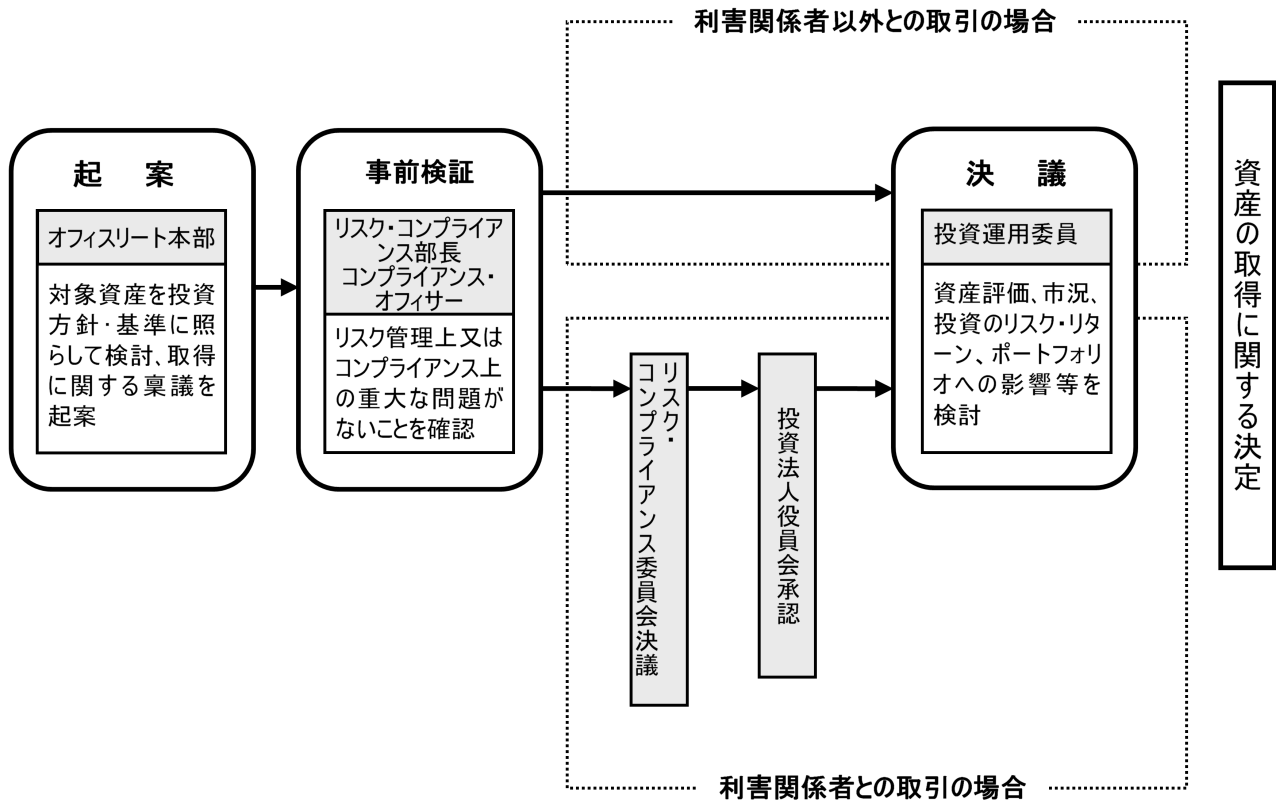 利害関係者以外との取引の場合
起　案
オフィスリート本部
対象資産を投資
方針・基準に照
らして検討、取得
に関する稟議を
起案
事前検証
リスク・コンプライア
ンス部長
コンプライアンス・
オフィサー
リスク管理上又は
コンプライアンス上
の重大な問題が
ないことを確認
リスク・
コンプライアンス委員会決議
投資法人役員会承認
決　議
投資運用委員
資産評価、市況、
投資のリスク・リタ
ーン、ポートフォリ
オへの影響等を
検討
資産の取得に関する決定
利害関係者との取引の場合